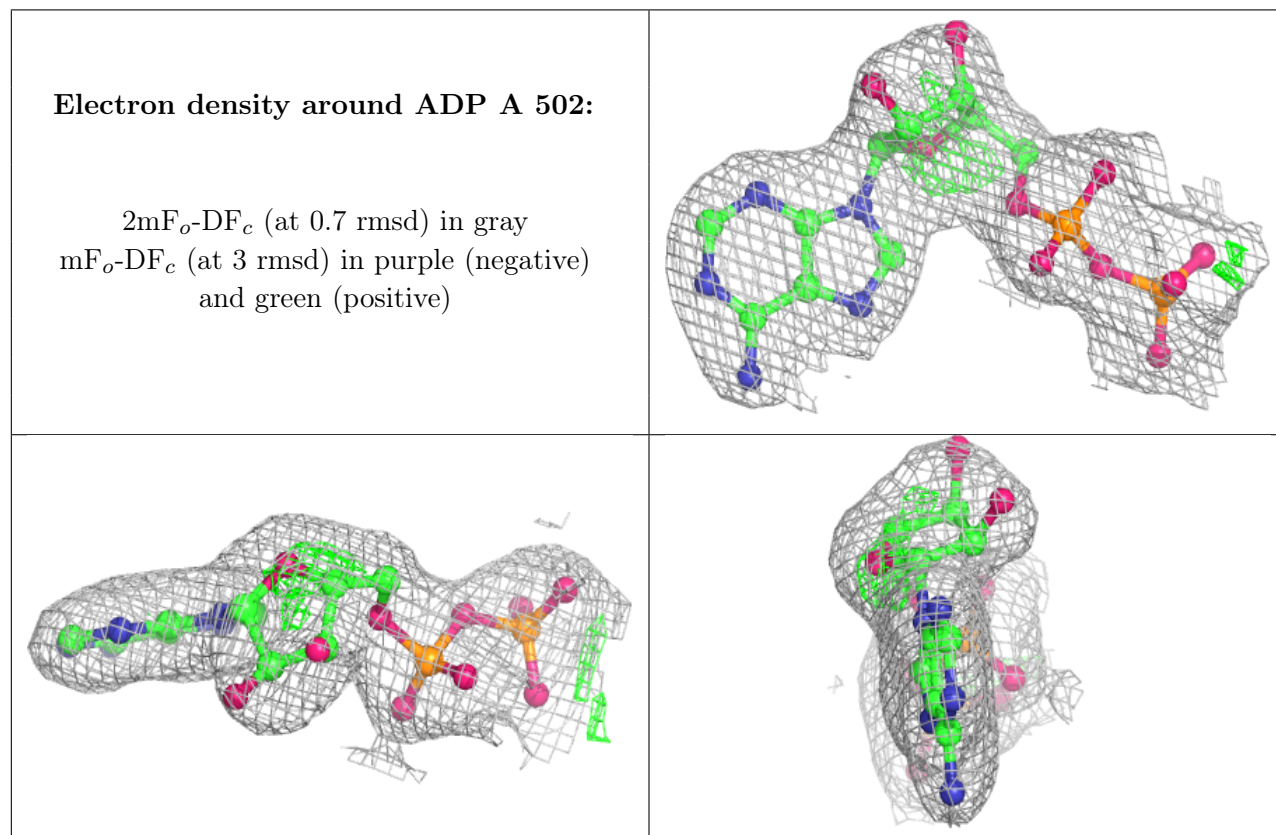 Electron density around ADP A 502:
2mFo-DFc (at 0.7 rmsd) in gray
mFo-DFc (at 3 rmsd) in purple (negative)
and green (positive)